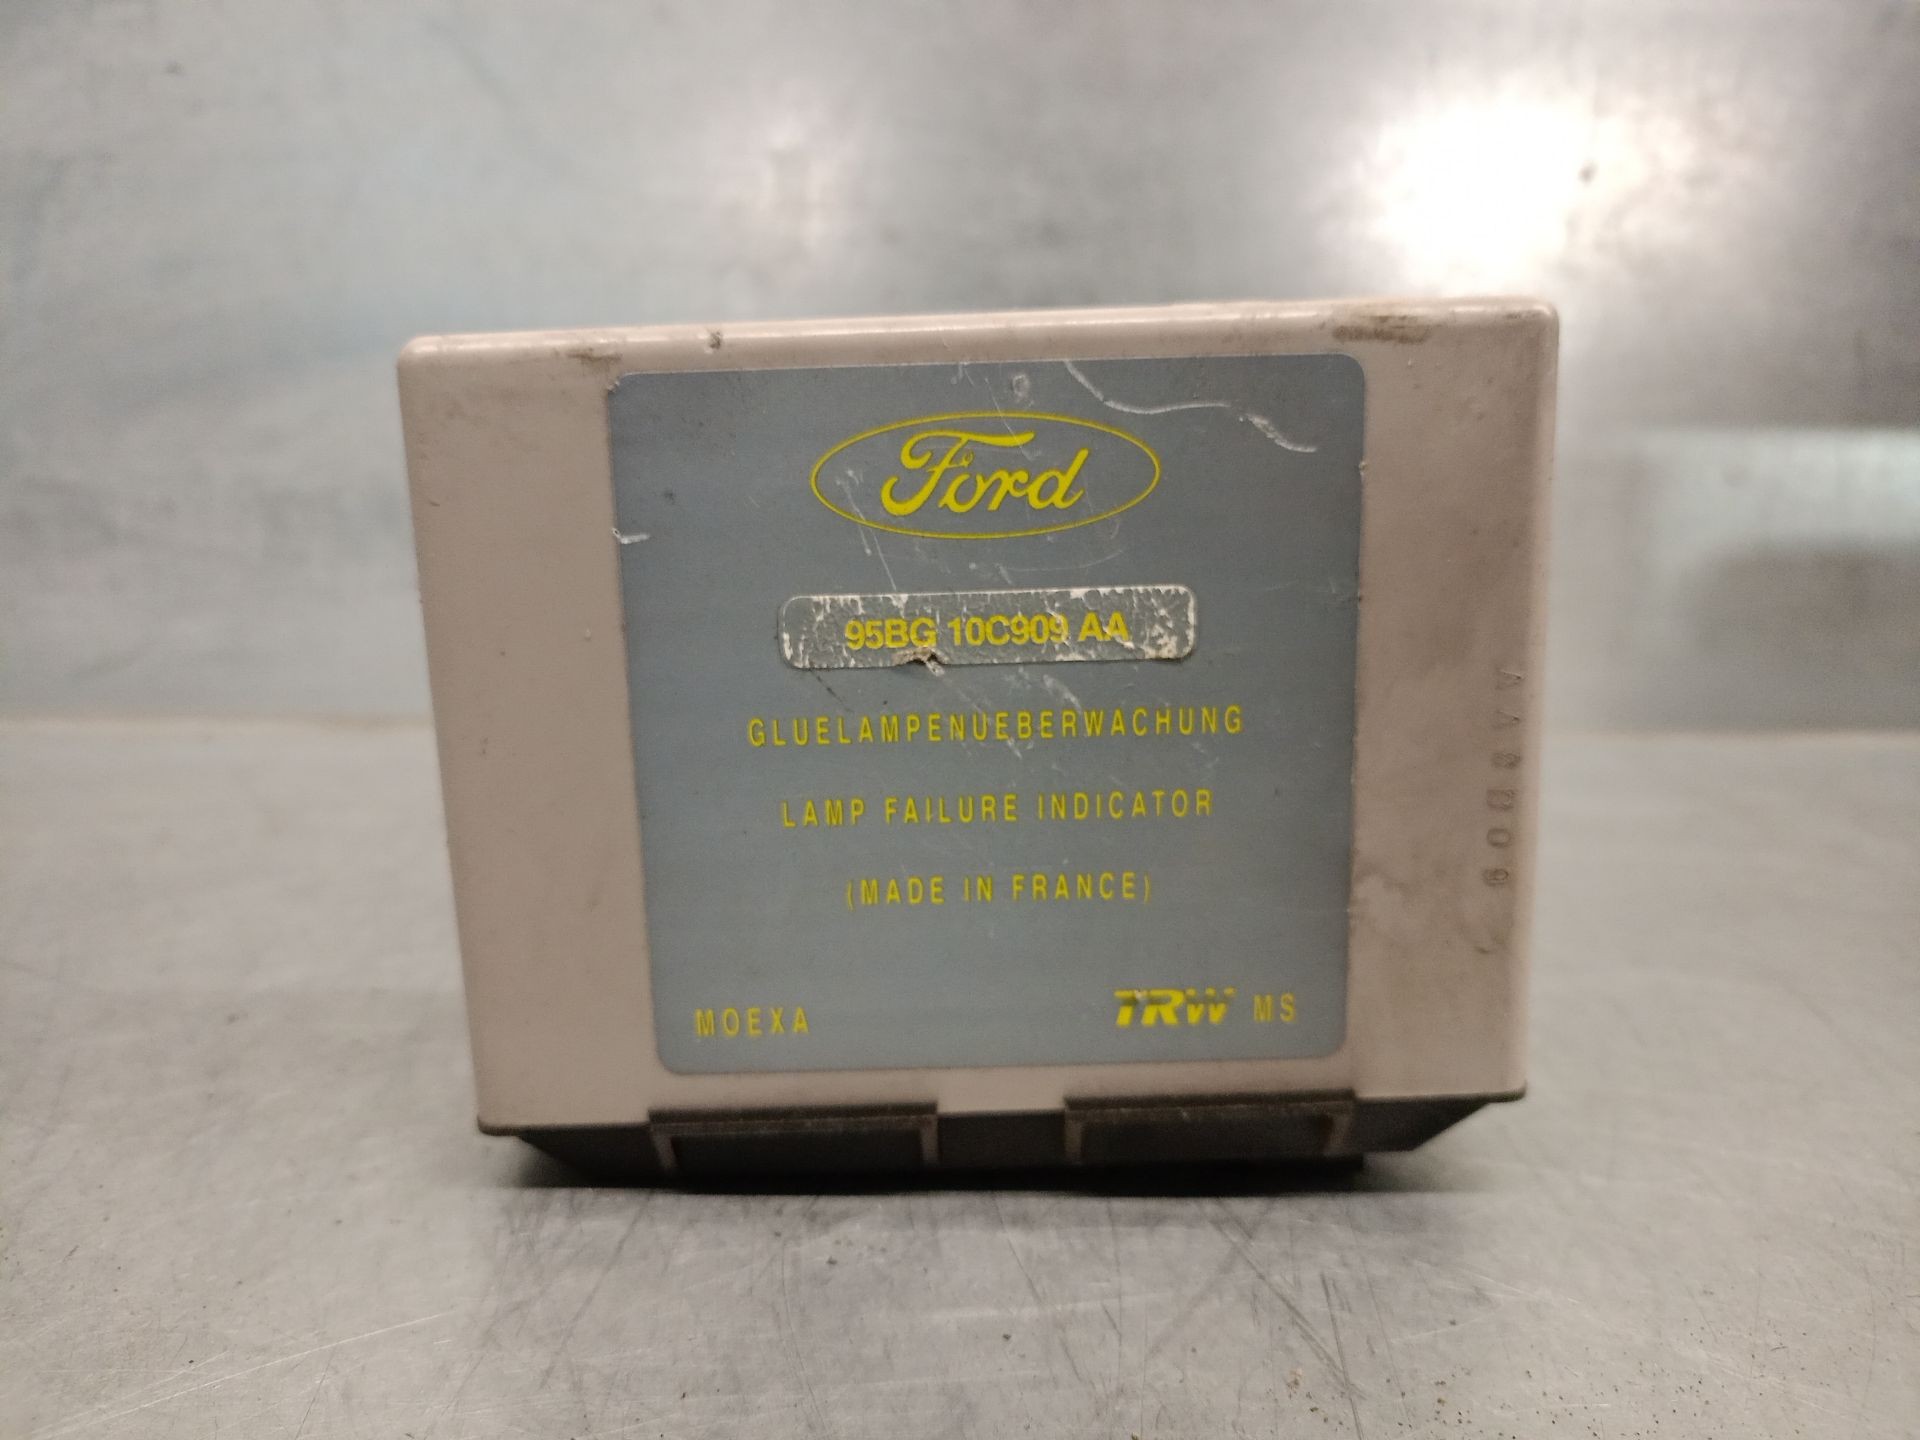 Ford
95BG 10C909 AA
GLUELAMPENUEBERWACHUNG
LAMP FAILURE INDICATOR
(MADE IN FRANCE)
MOEXA
TRW MS